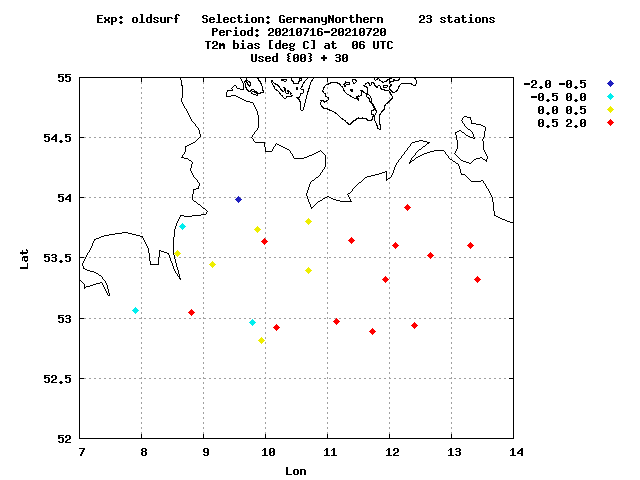 Exp: oldsurf   Selection: GermanyNorthern     23 stations
Period: 20210716-20210720
T2m bias [deg C] at  06 UTC
Used {00} + 30
-2.0 -0.5
-0.5 0.0
0.0 0.5
0.5 2.0
55
54.5
54
53.5
53
52.5
52
Lat
7 8 9 10 11 12 13 14
Lon